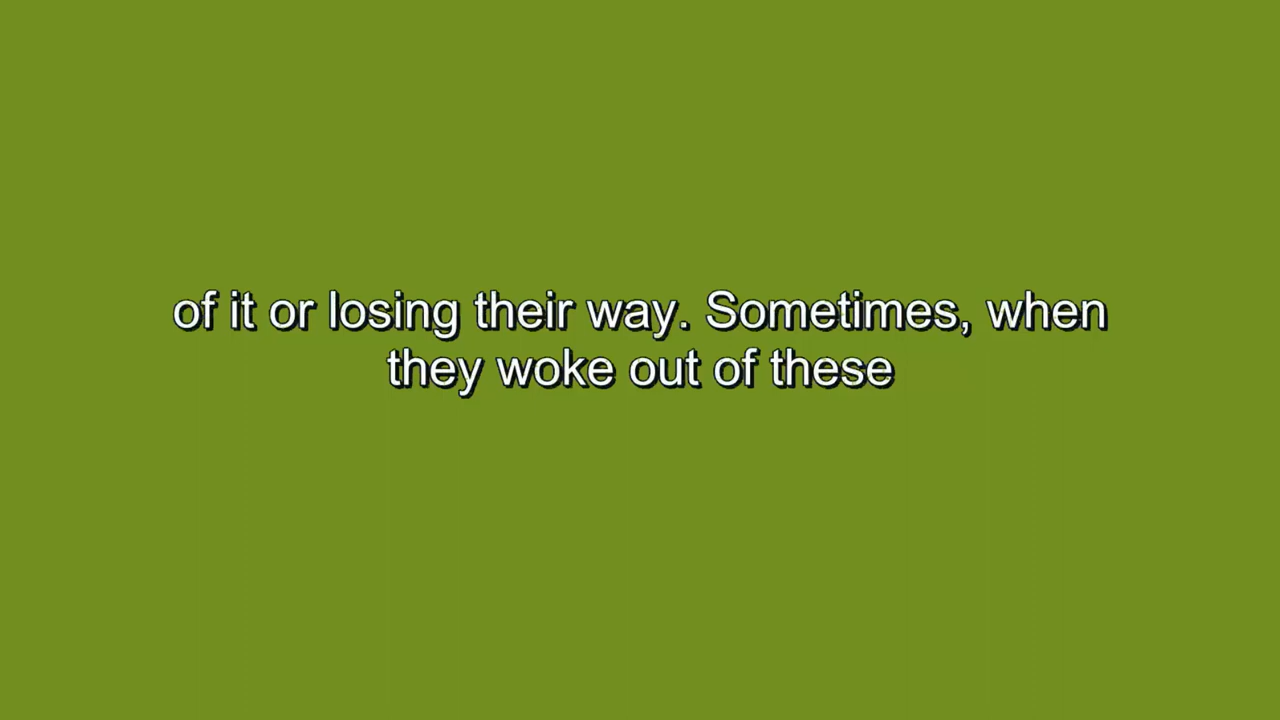 of it or losing their way. Sometimes, when
they woke out of these